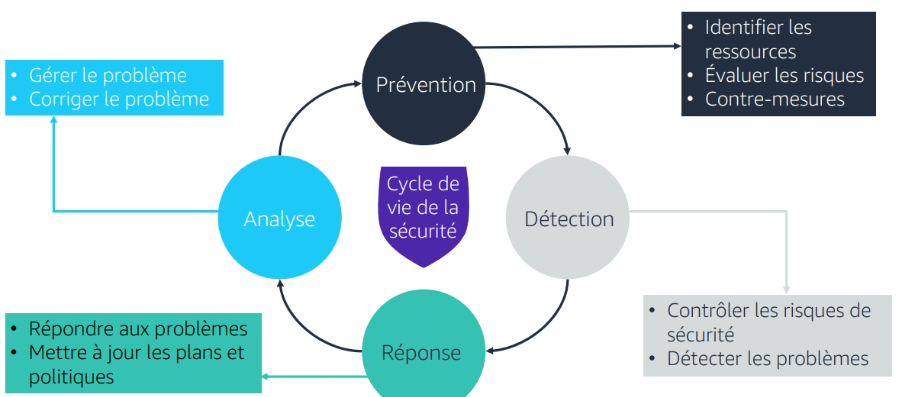 Prévention
• Identifier les
ressources
• Évaluer les risques
• Contre-mesures
• Gérer le problème
• Corriger le problème
Analyse
Cycle de
vie de la
sécurité
Détection
• Contrôler les risques de
sécurité
• Détecter les problèmes
Réponse
• Répondre aux problèmes
• Mettre à jour les plans et
politiques